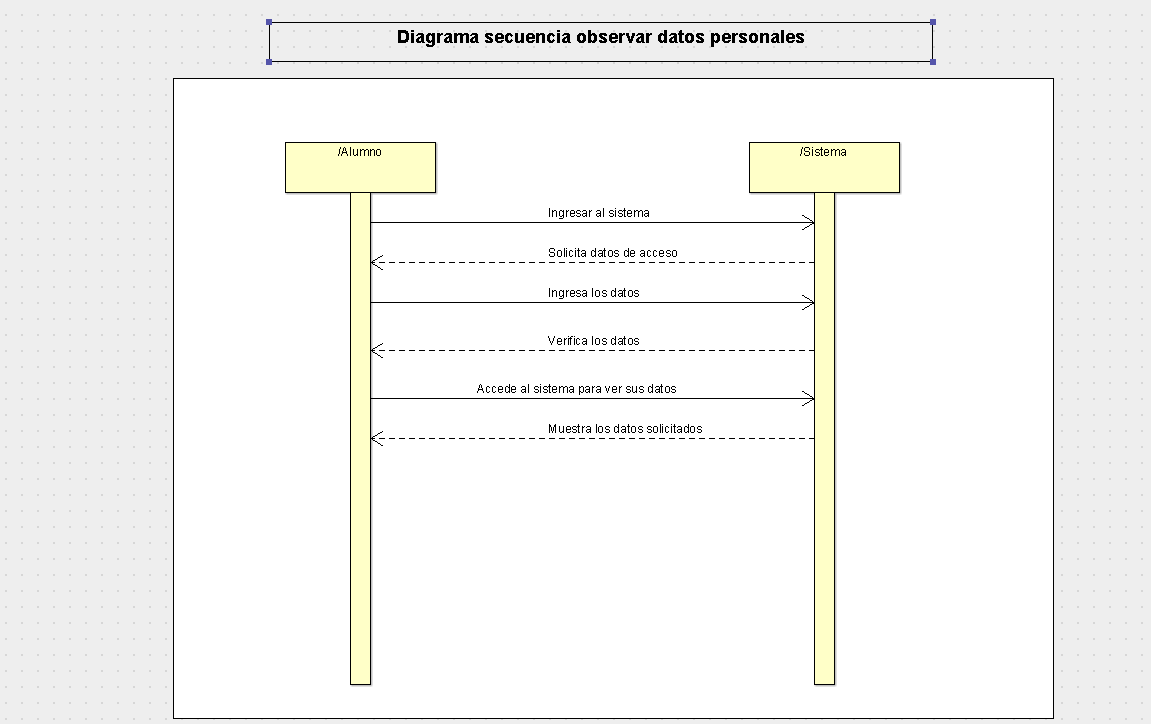 Diagrama secuencia observar datos personales
/Alumno
/Sistema
Ingresar al sistema
Solicita datos de acceso
Ingresa los datos
Verifica los datos
Accede al sistema para ver sus datos
Muestra los datos solicitados